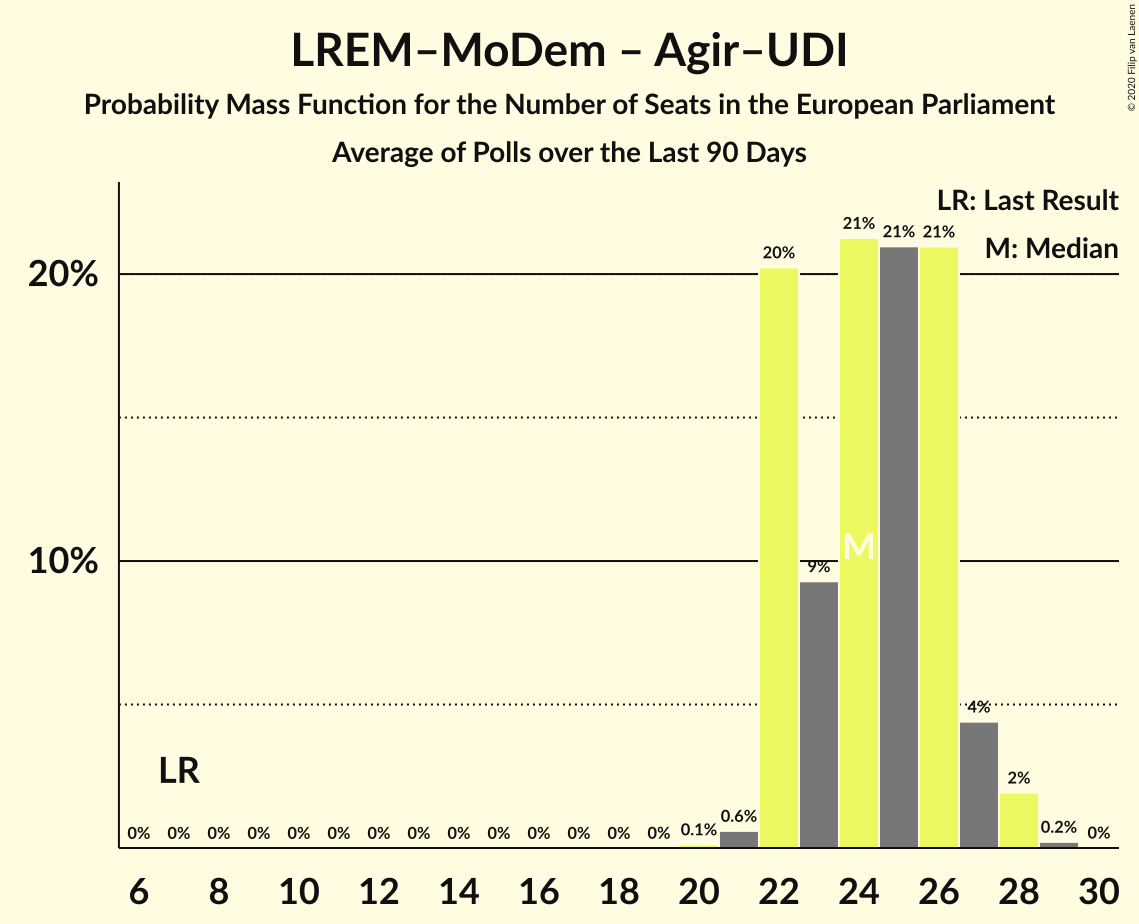 LREM–MoDem – Agir–UDI
Probability Mass Function for the Number of Seats in the European Parliament
Average of Polls over the Last 90 Days
© 2020 Filip van Laenen
LR: Last Result
M: Median
20%
10%
0% 0% 0% 0% 0% 0% 0% 0% 0% 0% 0% 0% 0% 0% 0.1% 0.6% 20% 9% 21% 21% 21% 4% 2% 0.2% 0%
M
LR
6 8 10 12 14 16 18 20 22 24 26 28 30